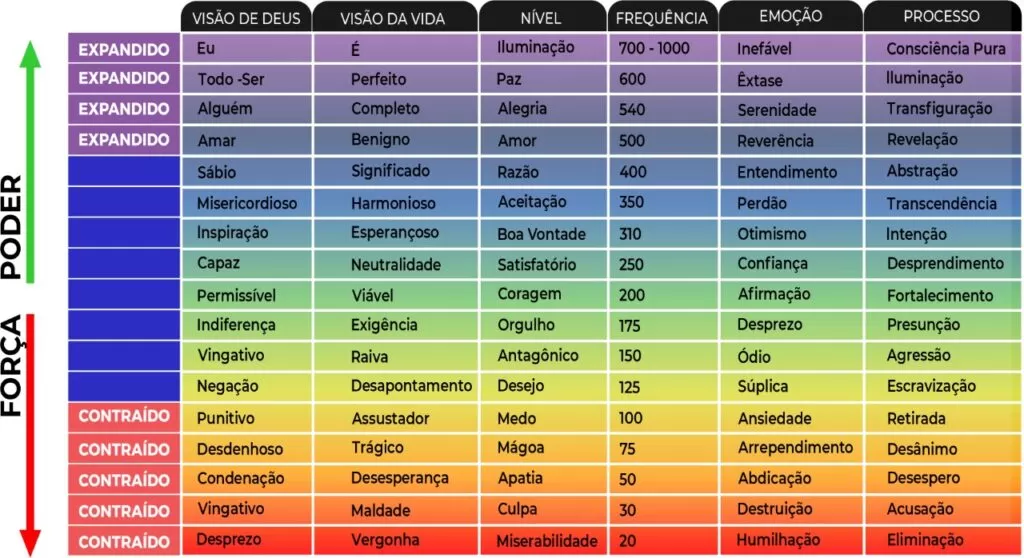 VISÃO DE DEUS VISÃO DA VIDA NÍVEL FREQUÊNCIA EMOÇÃO PROCESSO
EXPANDIDO Eu É Iluminação 700 - 1000 Inefável Consciência Pura
EXPANDIDO Todo -Ser Perfeito Paz 600 Êxtase Iluminação
EXPANDIDO Alguém Completo Alegria 540 Serenidade Transfiguração
EXPANDIDO Amar Benigno Amor 500 Reverência Revelação
Sábio Significado Razão 400 Entendimento Abstração
Misericordioso Harmonioso Aceitação 350 Perdão Transcendência
Inspiração Esperançoso Boa Vontade 310 Otimismo Intenção
Capaz Neutralidade Satisfatório 250 Confiança Desprendimento
Permissível Viável Coragem 200 Afirmação Fortalecimento
Indiferença Exigência Orgulho 175 Desprezo Presunção
Vingativo Raiva Antagônico 150 Ódio Agressão
Negação Desapontamento Desejo 125 Súplica Escravização
CONTRAÍDO Punitivo Assustador Medo 100 Ansiedade Retirada
CONTRAÍDO Desdenhoso Trágico Mágoa 75 Arrependimento Desânimo
CONTRAÍDO Condenação Desesperança Apatia 50 Abdicação Desespero
CONTRAÍDO Vingativo Maldade Culpa 30 Destruição Acusação
CONTRAÍDO Desprezo Vergonha Miserabilidade 20 Humilhação Eliminação
PODER
FORÇA